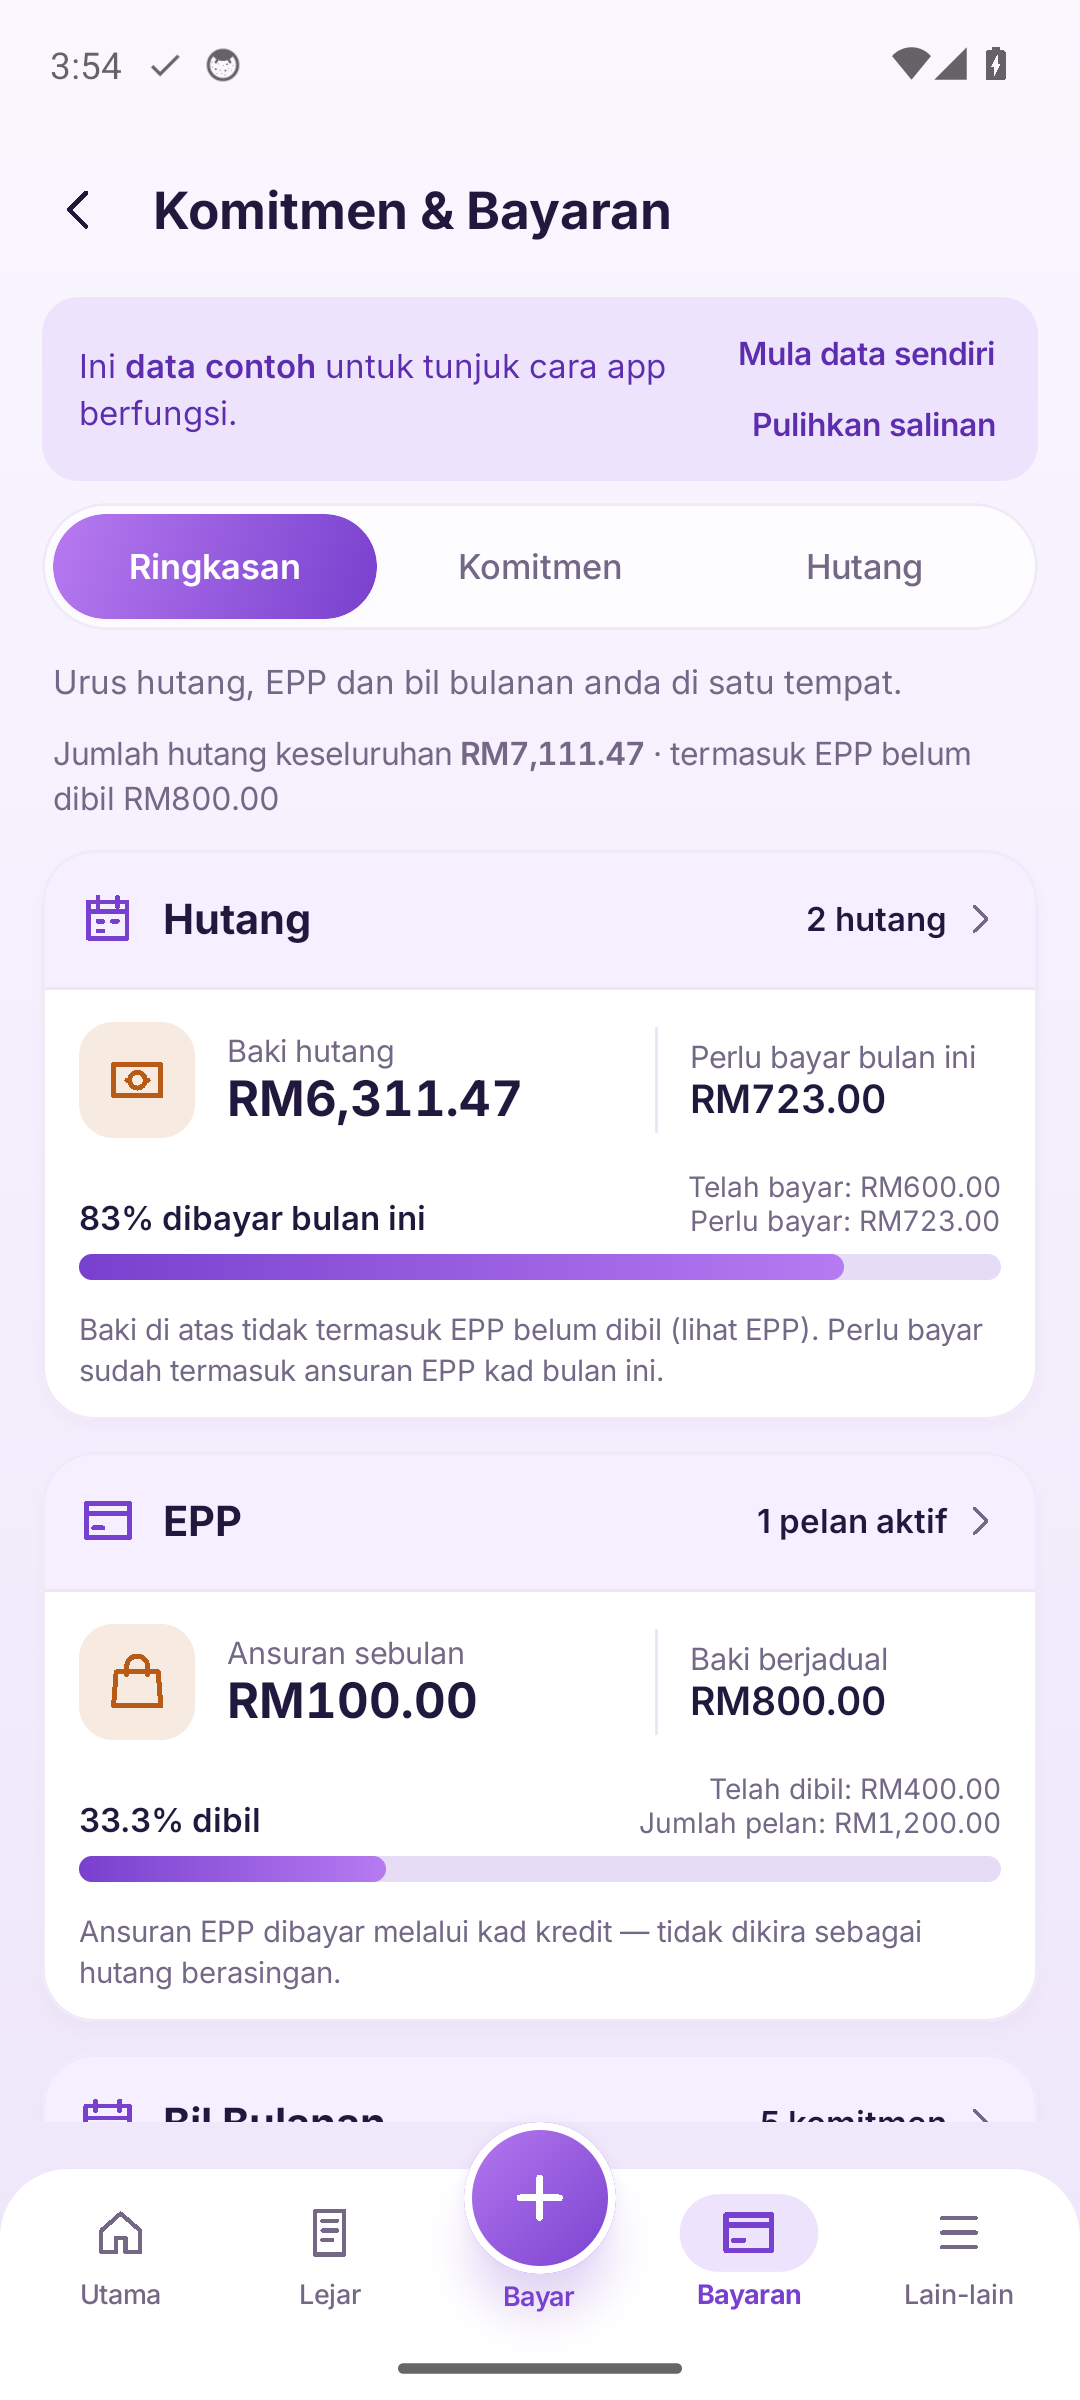 3:54
Komitmen & Bayaran
Ini data contoh untuk tunjuk cara app
berfungsi.
Mula data sendiri
Pulihkan salinan
Ringkasan
Komitmen
Hutang
Urus hutang, EPP dan bil bulanan anda di satu tempat.
Jumlah hutang keseluruhan RM7,111.47 · termasuk EPP belum
dibil RM800.00
Hutang
2 hutang
Baki hutang
RM6,311.47
Perlu bayar bulan ini
RM723.00
83% dibayar bulan ini
Telah bayar: RM600.00
Perlu bayar: RM723.00
Baki di atas tidak termasuk EPP belum dibil (lihat EPP). Perlu bayar
sudah termasuk ansuran EPP kad bulan ini.
EPP
1 pelan aktif
Ansuran sebulan
RM100.00
Baki berjadual
RM800.00
33.3% dibil
Telah dibil: RM400.00
Jumlah pelan: RM1,200.00
Ansuran EPP dibayar melalui kad kredit — tidak dikira sebagai
hutang berasingan.
Bil Bulanan
5 komitmen
Utama
Lejar
Bayar
Bayaran
Lain-lain